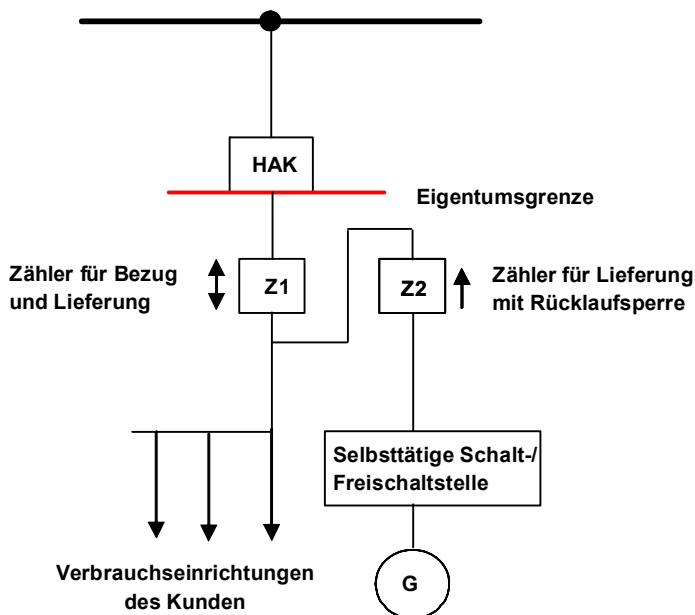 HAK
Eigentumsgrenze
Zähler für Bezug
und Lieferung
Z1
Z2
Zähler für Lieferung
mit Rücklaufsperre
Selbsttätige Schalt-/
Freischaltstelle
Verbrauchseinrichtungen
des Kunden
G